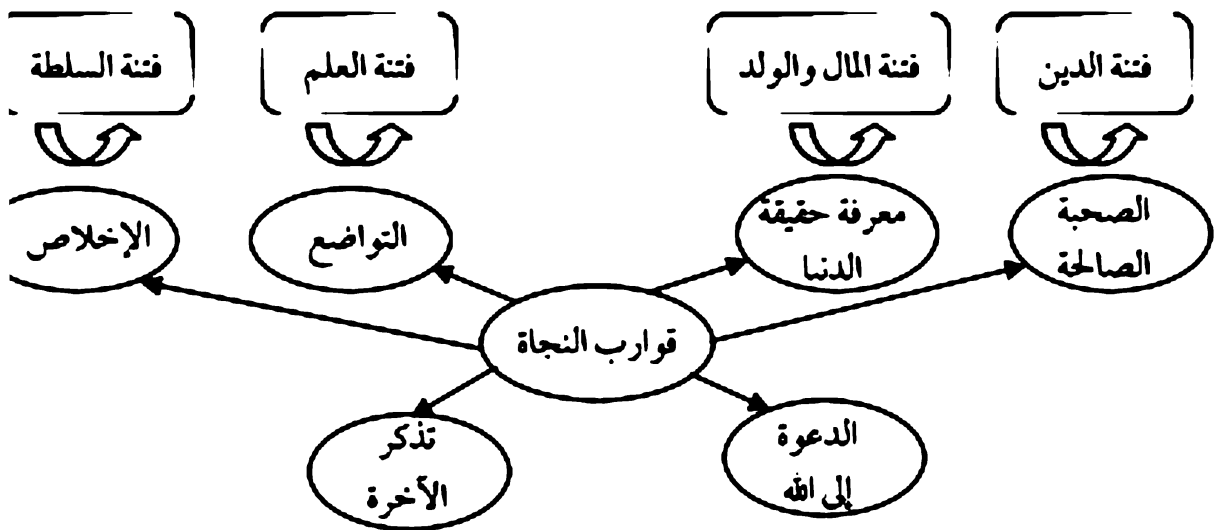 فتنة الدين
فتنة المال والولد
فتنة العلم
فتنة السلطة
الصحبة
الصالحة
معرفة حقيقة
الدنيا
التواضع
الإخلاص
قوارب النجاة
الدعوة
إلى الله
تذكر
الآخرة